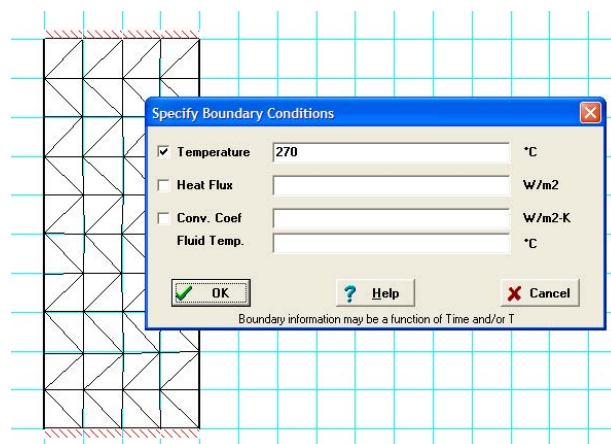 Specify Boundary Conditions
Temperature 270 °C
Heat Flux W/m2
Conv. Coef W/m2-K
Fluid Temp. °C
OK Help Cancel
Boundary information may be a function of Time and/or T